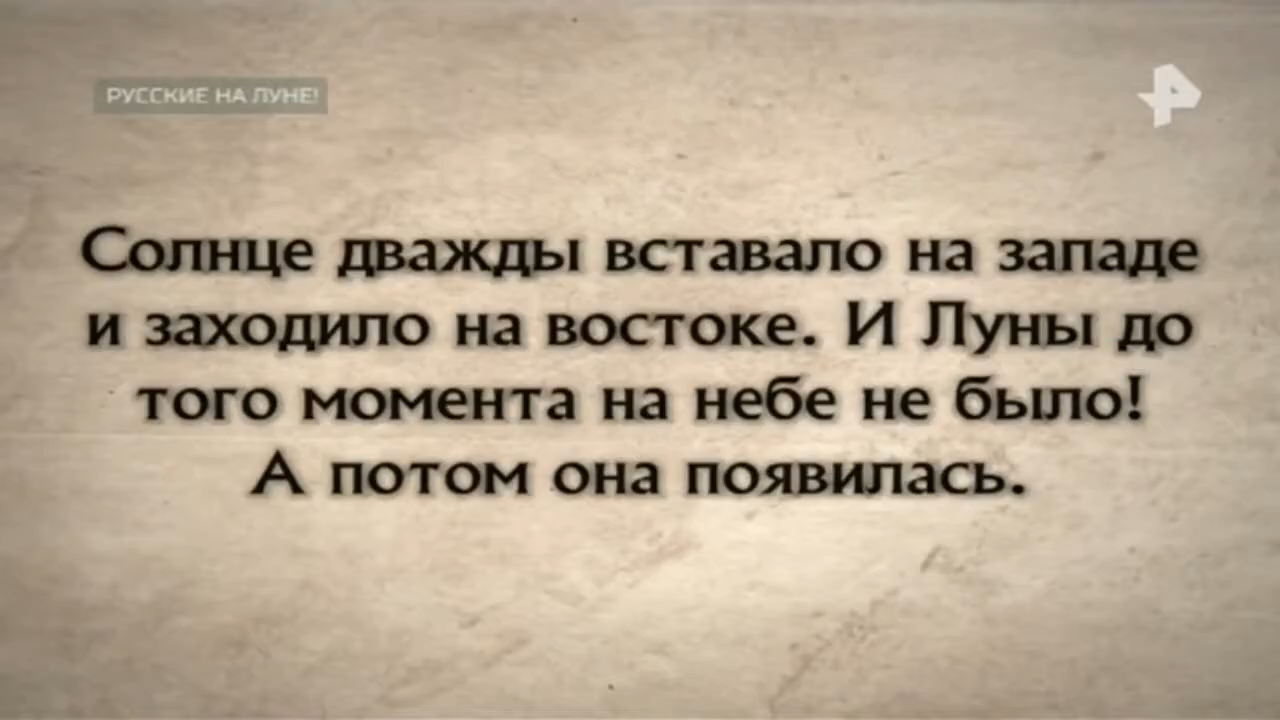 РУССКИЕ НА ЛУНЕ!
Солнце дважды вставало на западе
и заходило на востоке. И Луны до
того момента на небе не было!
А потом она появилась.